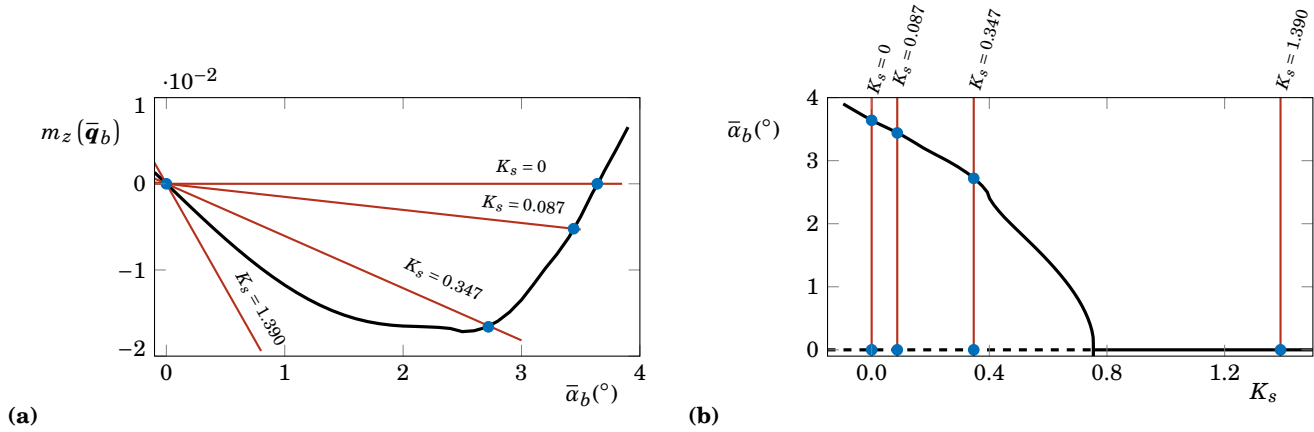 ·10⁻²
1
0
−1
−2
m_z(q̅_b)
K_s = 0
K_s = 0.087
K_s = 0.347
K_s = 1.390
0 1 2 3 4
α̅_b(°)
(a)
K_s = 0
K_s = 0.087
K_s = 0.347
K_s = 1.390
α̅_b(°)
4
3
2
1
0
0.0 0.4 0.8 1.2
K_s
(b)